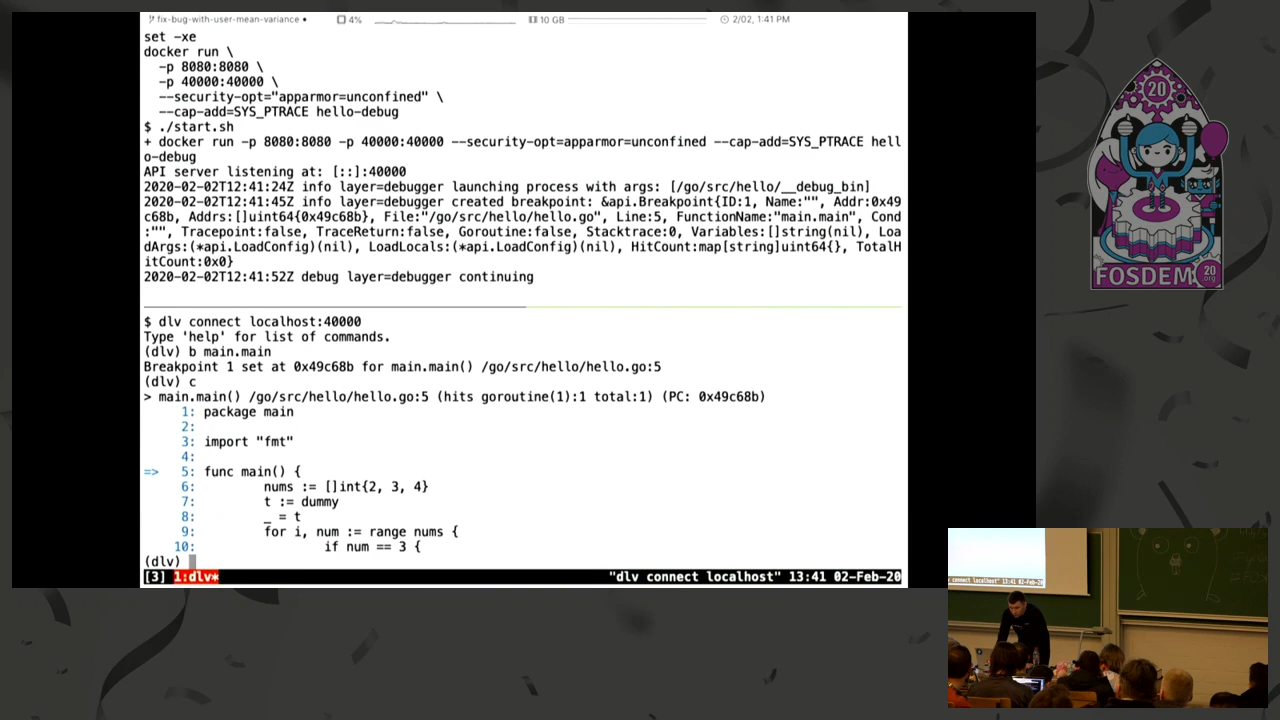 fix-bug-with-user-mean-variance • 4% 10 GB 2/02, 1:41 PM
set -xe
docker run \
-p 8080:8080 \
-p 40000:40000 \
--security-opt="apparmor=unconfined" \
--cap-add=SYS_PTRACE hello-debug
$ ./start.sh
+ docker run -p 8080:8080 -p 40000:40000 --security-opt=apparmor=unconfined --cap-add=SYS_PTRACE hell
o-debug
API server listening at: [::]:40000
2020-02-02T12:41:24Z info layer=debugger launching process with args: [/go/src/hello/__debug_bin]
2020-02-02T12:41:45Z info layer=debugger created breakpoint: &api.Breakpoint{ID:1, Name:"", Addr:0x49
c68b, Addrs:[]uint64{0x49c68b}, File:"/go/src/hello/hello.go", Line:5, FunctionName:"main.main", Cond
:"", Tracepoint:false, TraceReturn:false, Goroutine:false, Stacktrace:0, Variables:[]string(nil), Loa
dArgs:(*api.LoadConfig)(nil), LoadLocals:(*api.LoadConfig)(nil), HitCount:map[string]uint64{}, TotalH
itCount:0x0}
2020-02-02T12:41:52Z debug layer=debugger continuing
$ dlv connect localhost:40000
Type 'help' for list of commands.
(dlv) b main.main
Breakpoint 1 set at 0x49c68b for main.main() /go/src/hello/hello.go:5
(dlv) c
> main.main() /go/src/hello/hello.go:5 (hits goroutine(1):1 total:1) (PC: 0x49c68b)
1: package main
2:
3: import "fmt"
4:
=> 5: func main() {
6: nums := []int{2, 3, 4}
7: t := dummy
8: _ = t
9: for i, num := range nums {
10: if num == 3 {
(dlv)
[3] 1:dlv* "dlv connect localhost" 13:41 02-Feb-20
20
FOSDEM 20 .org
dlv connect localhost" 13:41 02-Feb-20